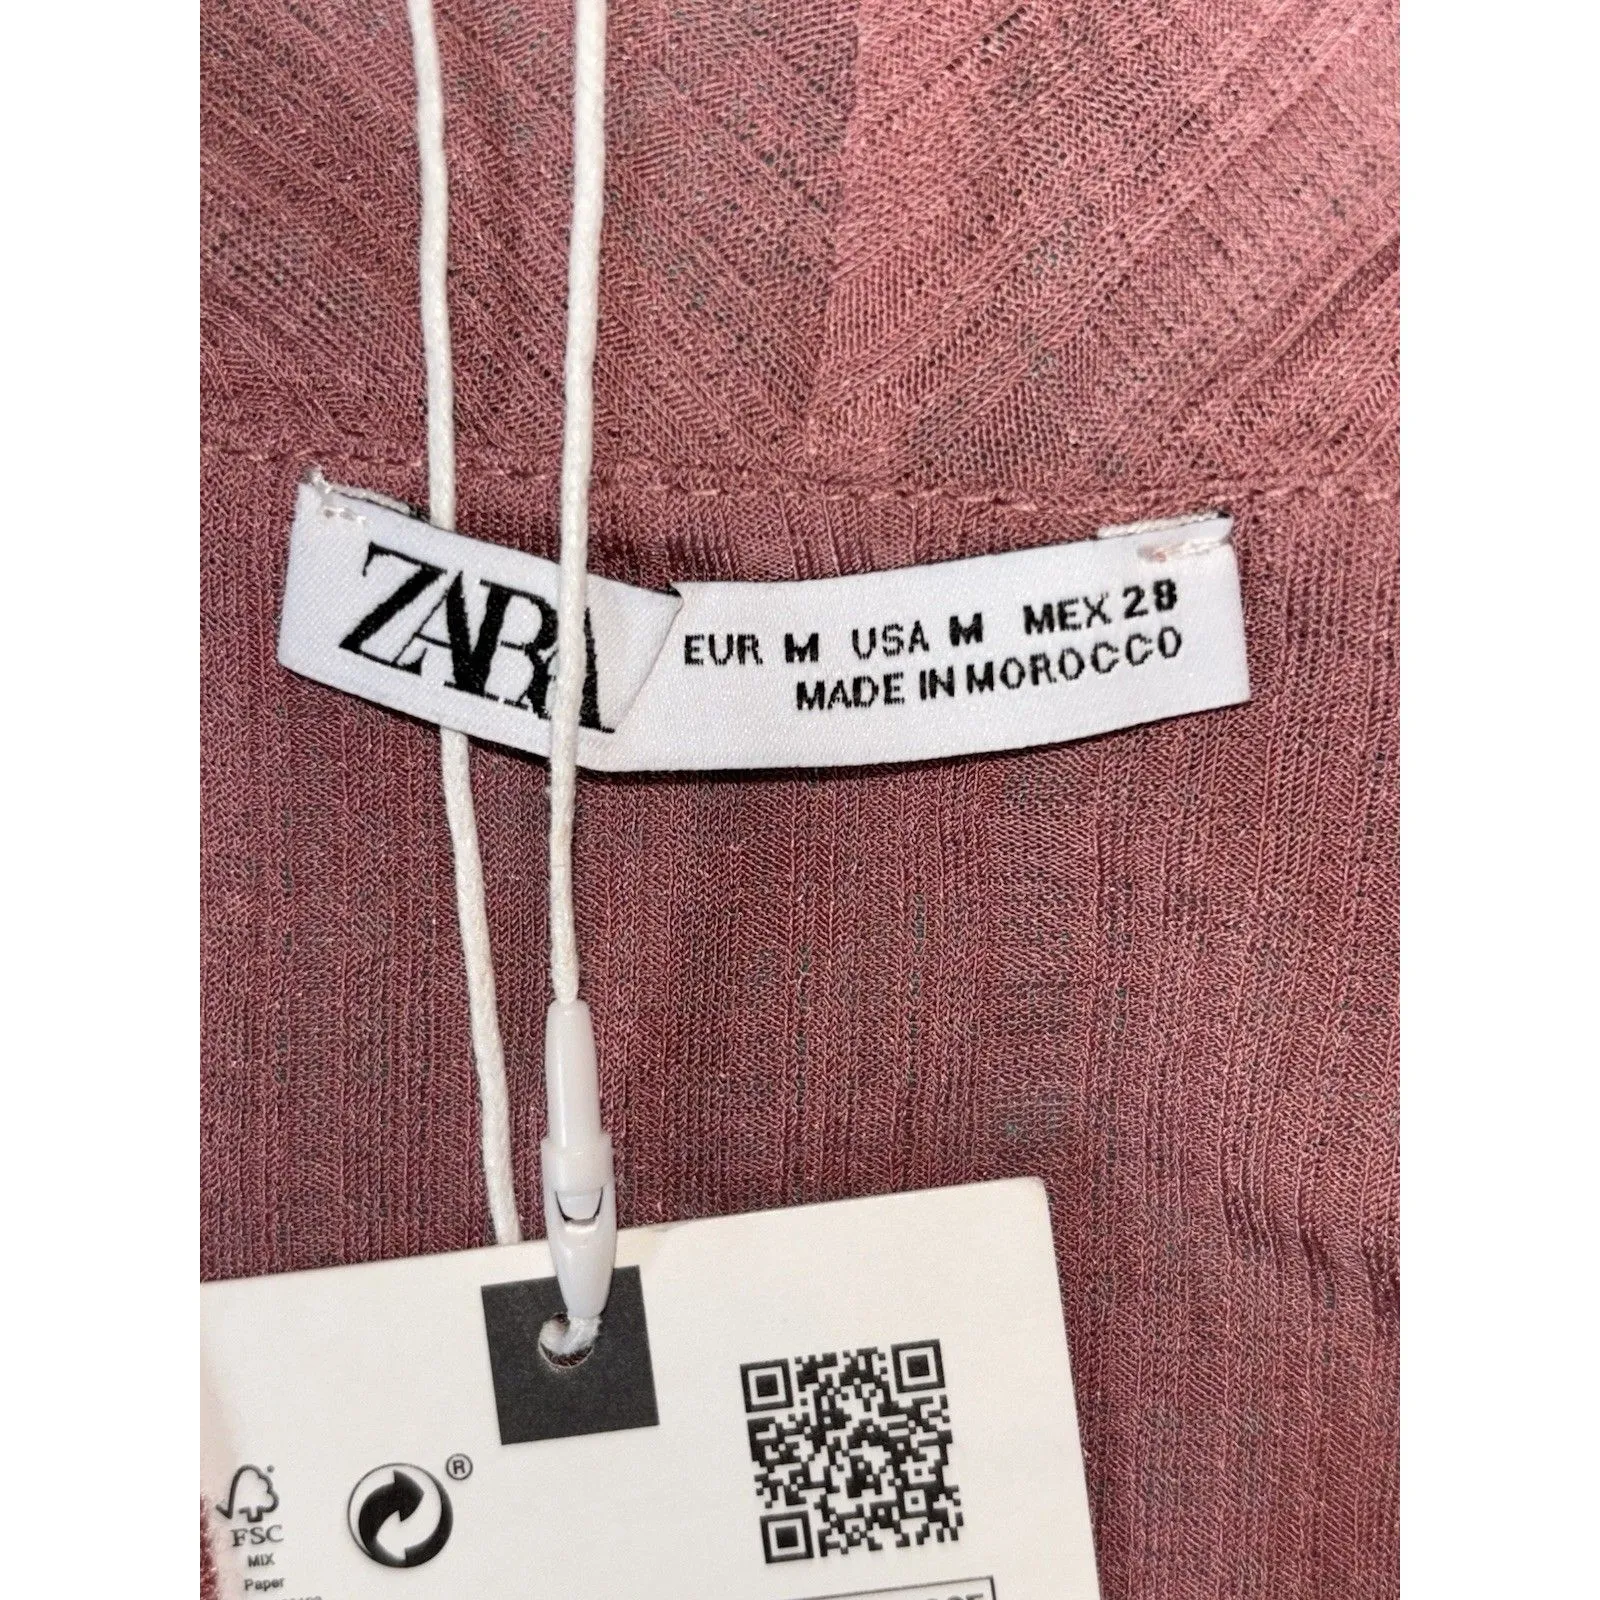 ZARA
EUR M USA M MEX 28
MADE IN MOROCCO
®
FSC
MIX
Paper